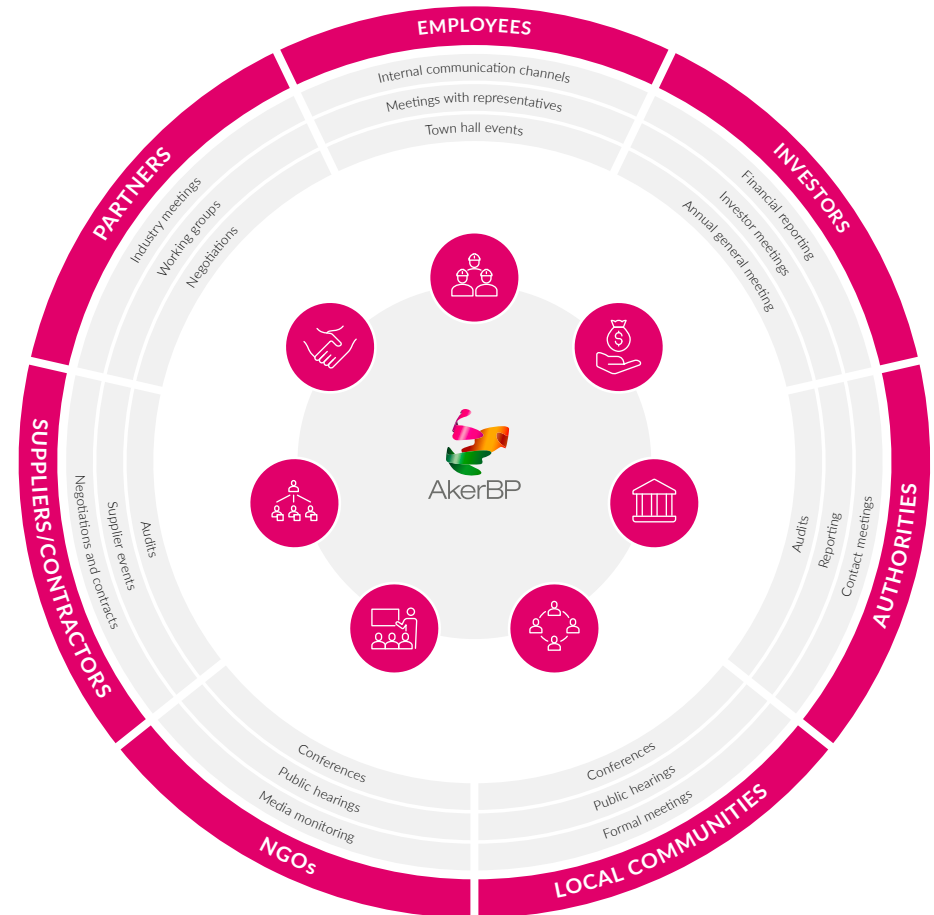 EMPLOYEES
Internal communication channels
Meetings with representatives
Town hall events
INVESTORS
Financial reporting
Investor meetings
Annual general meeting
AUTHORITIES
Contact meetings
Reporting
Audits
LOCAL COMMUNITIES
Formal meetings
Public hearings
Conferences
NGOs
Media monitoring
Public hearings
Conferences
SUPPLIERS/CONTRACTORS
Negotiations and contracts
Supplier events
Audits
PARTNERS
Industry meetings
Working groups
Negotiations
$
AkerBP